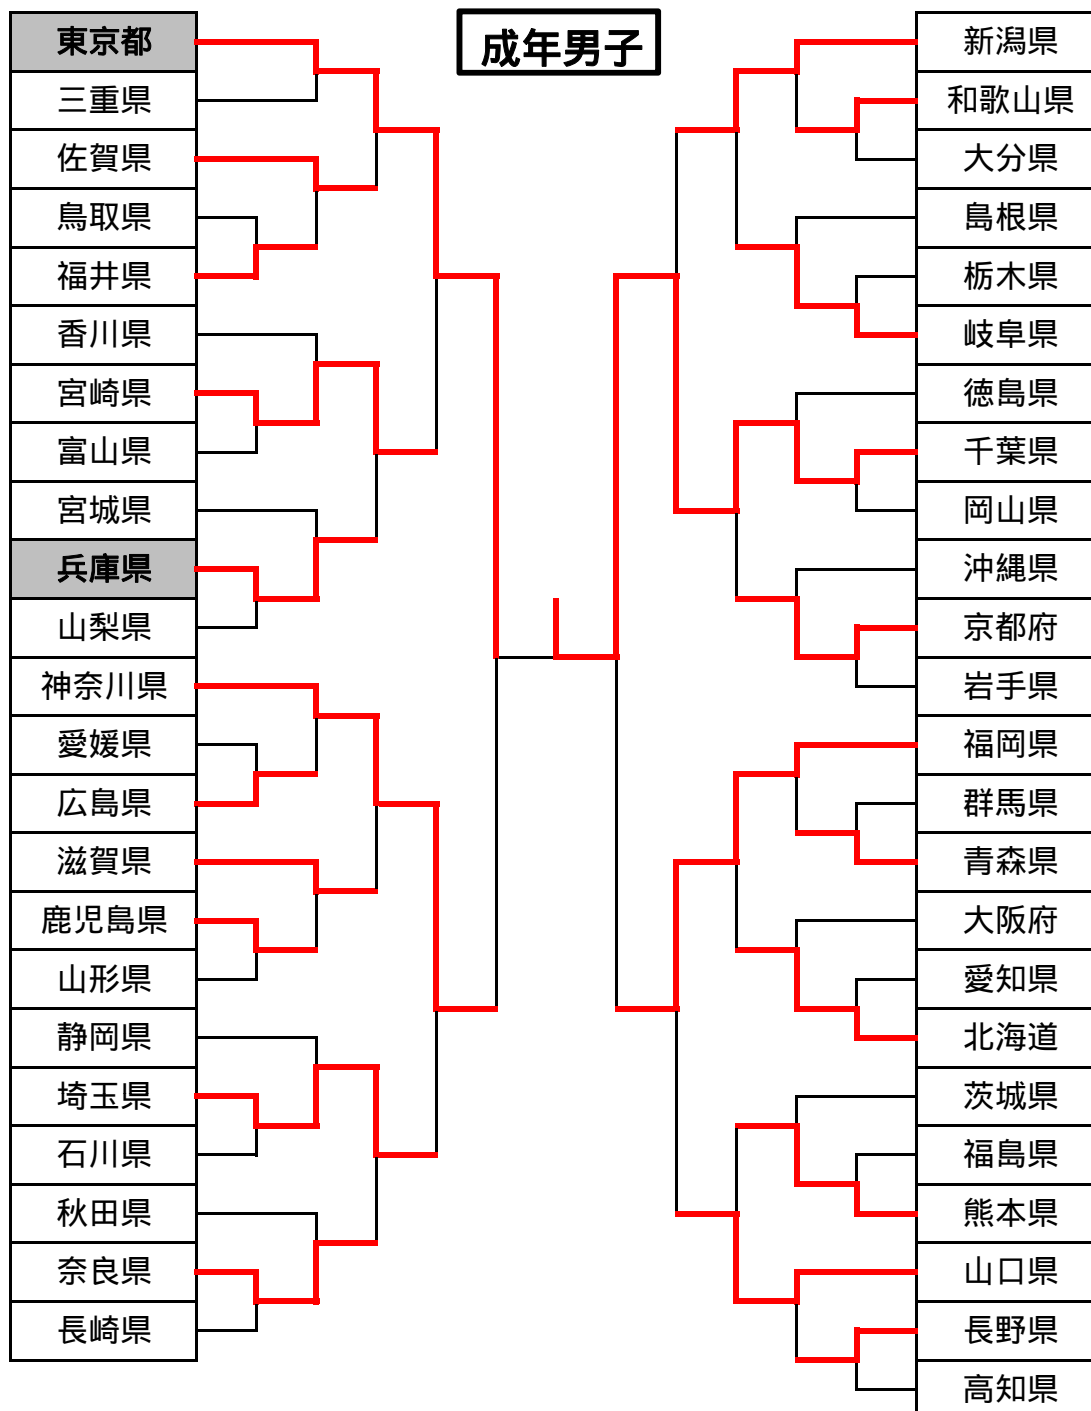 成年男子
東京都
三重県
佐賀県
鳥取県
福井県
香川県
宮崎県
富山県
宮城県
兵庫県
山梨県
神奈川県
愛媛県
広島県
滋賀県
鹿児島県
山形県
静岡県
埼玉県
石川県
秋田県
奈良県
長崎県
新潟県
和歌山県
大分県
島根県
栃木県
岐阜県
徳島県
千葉県
岡山県
沖縄県
京都府
岩手県
福岡県
群馬県
青森県
大阪府
愛知県
北海道
茨城県
福島県
熊本県
山口県
長野県
高知県